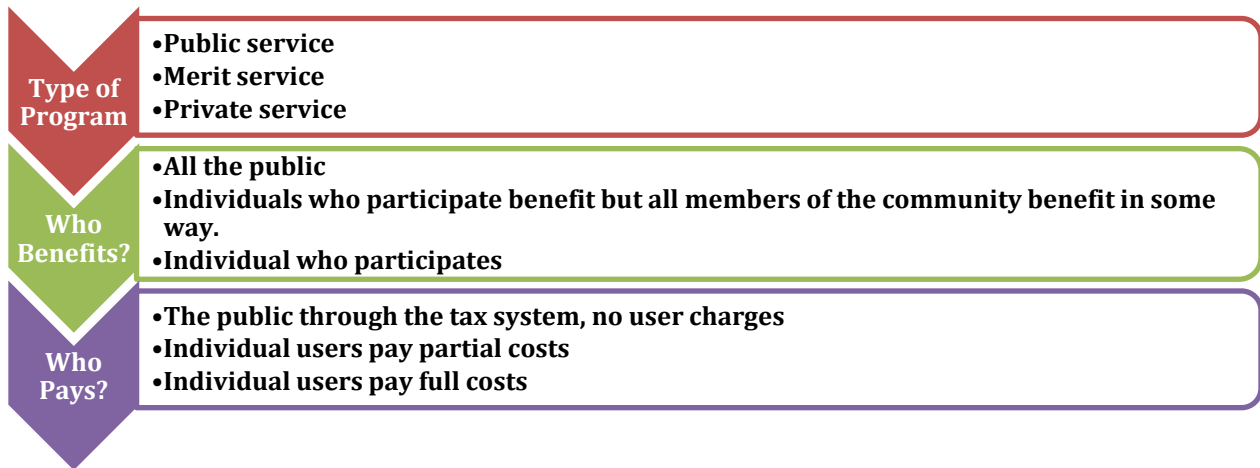 Type of
Program
•Public service
•Merit service
•Private service
Who
Benefits?
•All the public
•Individuals who participate benefit but all members of the community benefit in some
way.
•Individual who participates
Who
Pays?
•The public through the tax system, no user charges
•Individual users pay partial costs
•Individual users pay full costs